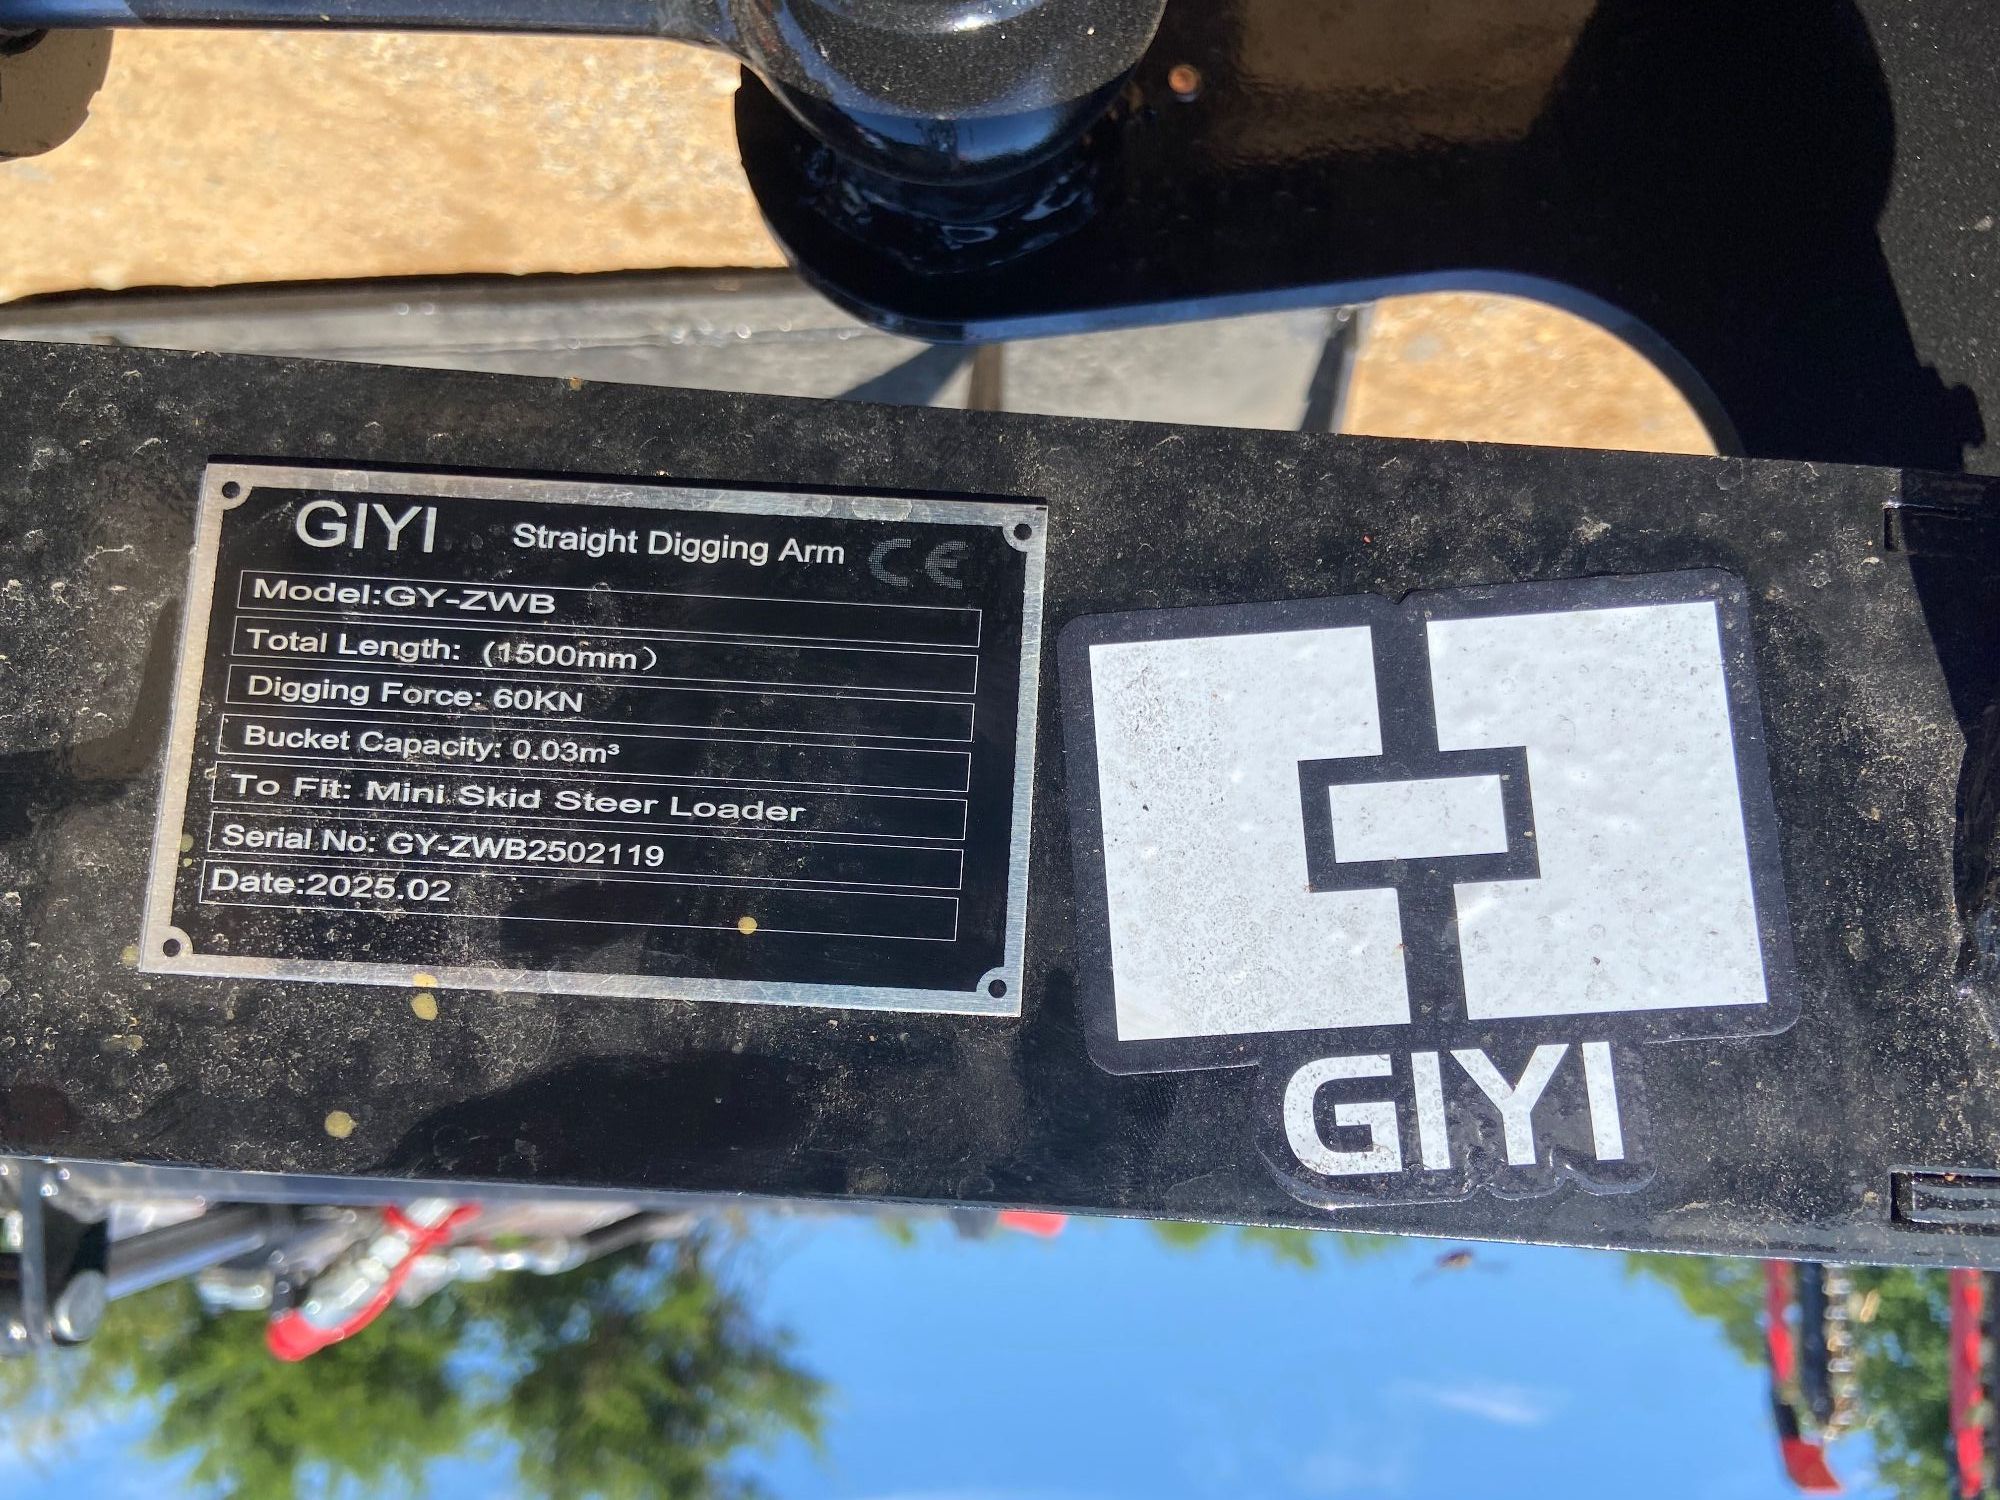 GIYI Straight Digging Arm CE
Model:GY-ZWB
Total Length: (1500mm）
Digging Force: 60KN
Bucket Capacity: 0.03m³
To Fit: Mini Skid Steer Loader
Serial No: GY-ZWB2502119
Date:2025.02
GIYI